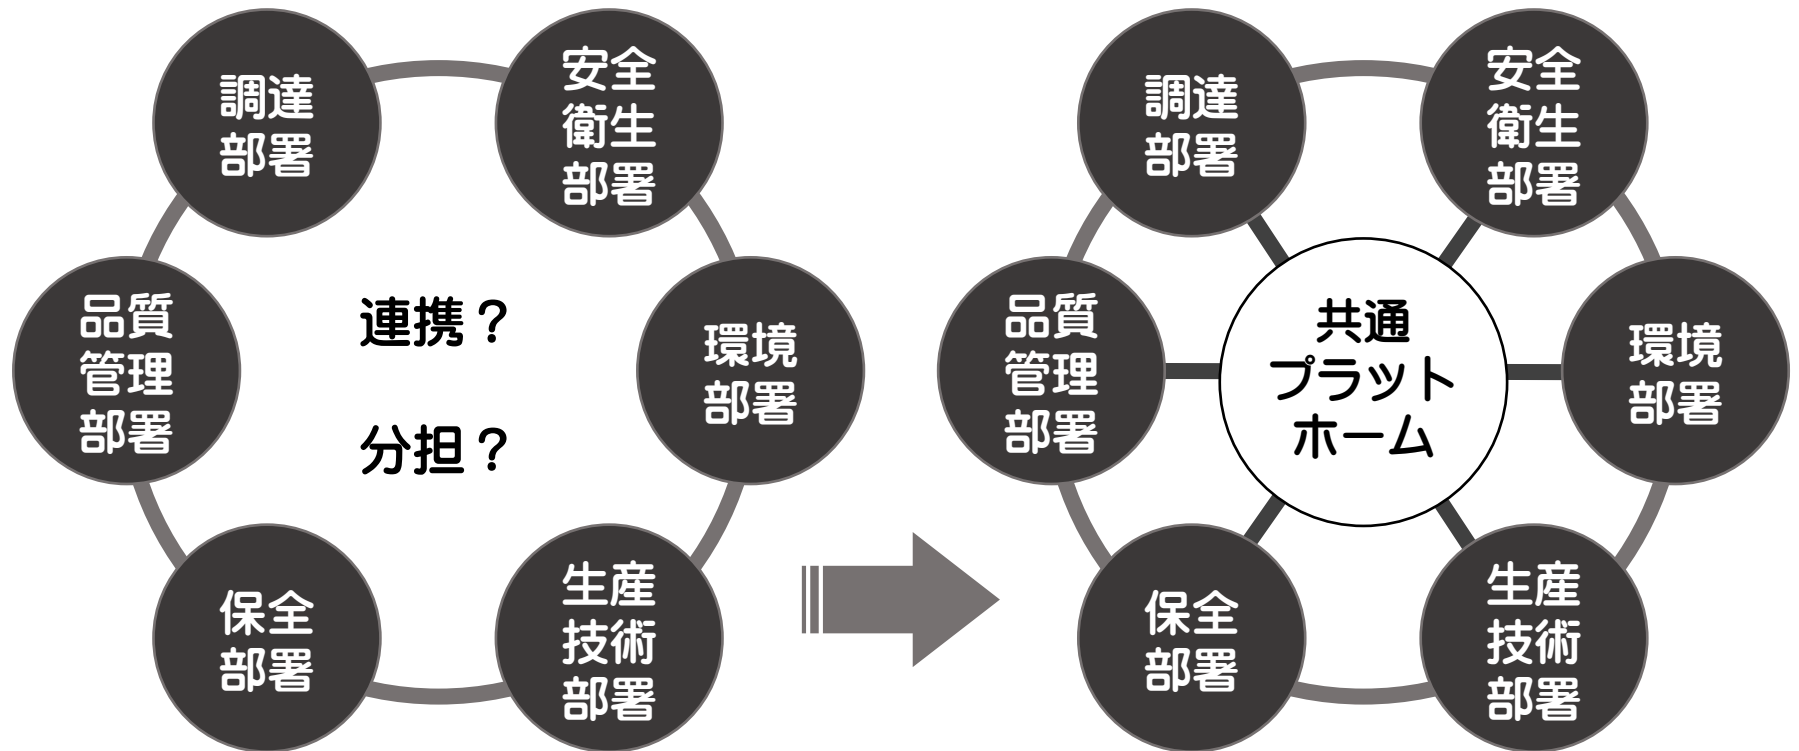 調達
部署
安全
衛生
部署
品質
管理
部署
連携？
分担？
環境
部署
保全
部署
生産
技術
部署
調達
部署
安全
衛生
部署
品質
管理
部署
共通
プラット
ホーム
環境
部署
保全
部署
生産
技術
部署